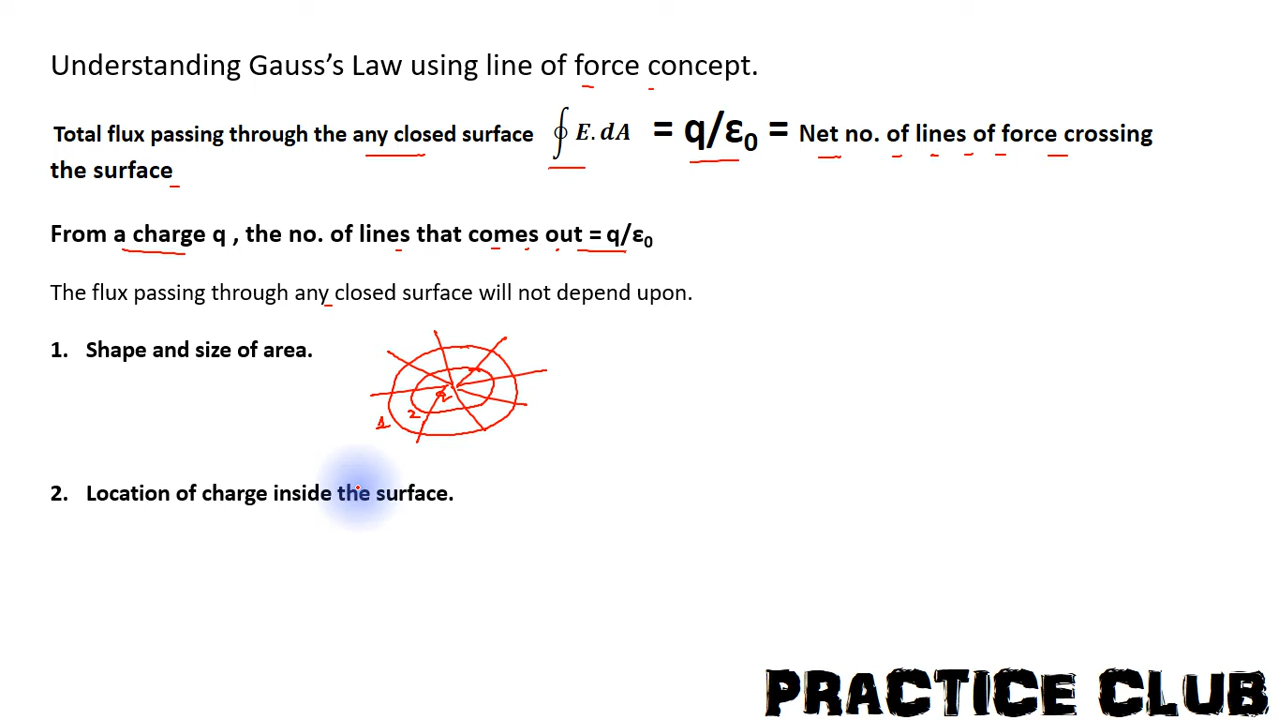 Understanding Gauss’s Law using line of force concept.
Total flux passing through the any closed surface ∮ E.dA = q/ε₀ = Net no. of lines of force crossing
the surface
From a charge q , the no. of lines that comes out = q/ε₀
The flux passing through any closed surface will not depend upon.
1. Shape and size of area.
q
2
1
2. Location of charge inside the surface.
PRACTICE CLUB